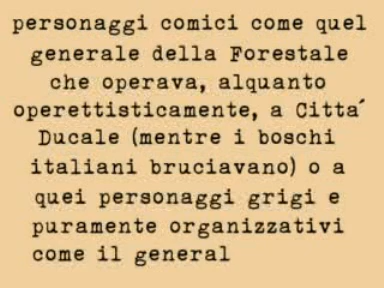 personaggi comici come quel
generale della Forestale
che operava, alquanto
operettisticamente, a Citta´
Ducale (mentre i boschi
italiani bruciavano) o a
quei personaggi grigi e
puramente organizzativi
come il general